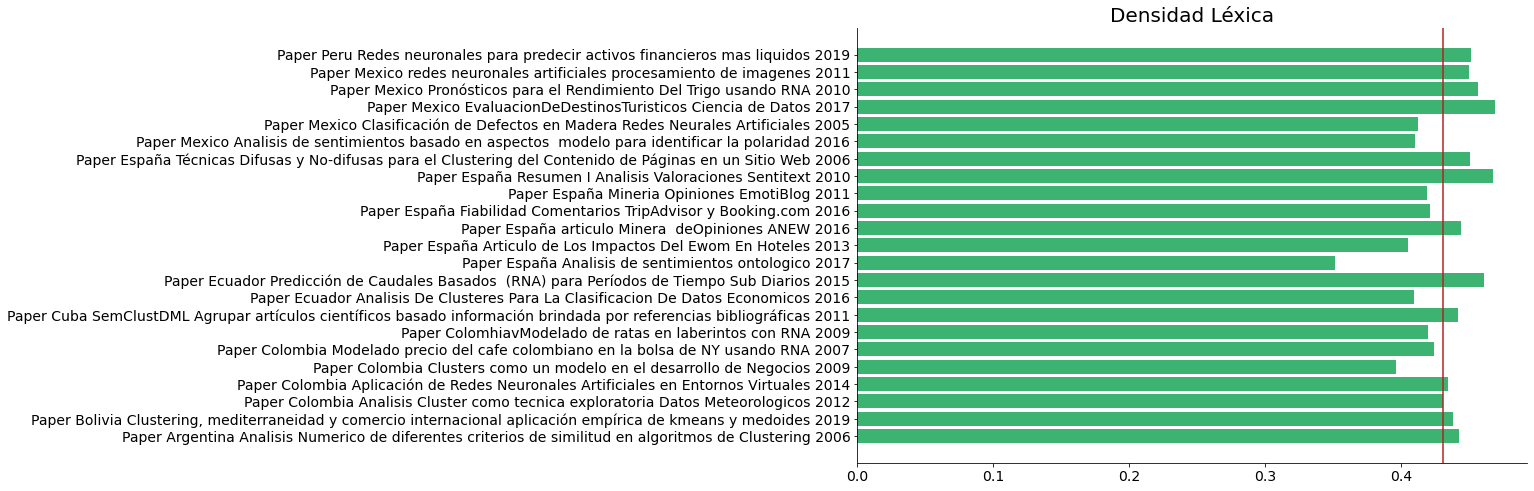 Densidad Léxica
Paper Peru Redes neuronales para predecir activos financieros mas liquidos 2019
Paper Mexico redes neuronales artificiales procesamiento de imagenes 2011
Paper Mexico Pronósticos para el Rendimiento Del Trigo usando RNA 2010
Paper Mexico EvaluacionDeDestinosTuristicos Ciencia de Datos 2017
Paper Mexico Clasificación de Defectos en Madera Redes Neurales Artificiales 2005
Paper Mexico Analisis de sentimientos basado en aspectos  modelo para identificar la polaridad 2016
Paper España Técnicas Difusas y No-difusas para el Clustering del Contenido de Páginas en un Sitio Web 2006
Paper España Resumen I Analisis Valoraciones Sentitext 2010
Paper España Mineria Opiniones EmotiBlog 2011
Paper España Fiabilidad Comentarios TripAdvisor y Booking.com 2016
Paper España articulo Minera  deOpiniones ANEW 2016
Paper España Articulo de Los Impactos Del Ewom En Hoteles 2013
Paper España Analisis de sentimientos ontologico 2017
Paper Ecuador Predicción de Caudales Basados  (RNA) para Períodos de Tiempo Sub Diarios 2015
Paper Ecuador Analisis De Clusteres Para La Clasificacion De Datos Economicos 2016
Paper Cuba SemClustDML Agrupar artículos científicos basado información brindada por referencias bibliográficas 2011
Paper ColomhiavModelado de ratas en laberintos con RNA 2009
Paper Colombia Modelado precio del cafe colombiano en la bolsa de NY usando RNA 2007
Paper Colombia Clusters como un modelo en el desarrollo de Negocios 2009
Paper Colombia Aplicación de Redes Neuronales Artificiales en Entornos Virtuales 2014
Paper Colombia Analisis Cluster como tecnica exploratoria Datos Meteorologicos 2012
Paper Bolivia Clustering, mediterraneidad y comercio internacional aplicación empírica de kmeans y medoides 2019
Paper Argentina Analisis Numerico de diferentes criterios de similitud en algoritmos de Clustering 2006
0.0 0.1 0.2 0.3 0.4